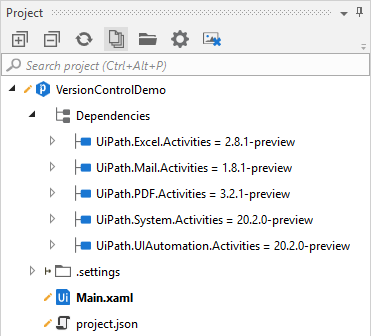 Project
Search project (Ctrl+Alt+P)
VersionControlDemo
Dependencies
UiPath.Excel.Activities = 2.8.1-preview
UiPath.Mail.Activities = 1.8.1-preview
UiPath.PDF.Activities = 3.2.1-preview
UiPath.System.Activities = 20.2.0-preview
UiPath.UIAutomation.Activities = 20.2.0-preview
.settings
Ui Main.xaml
project.json